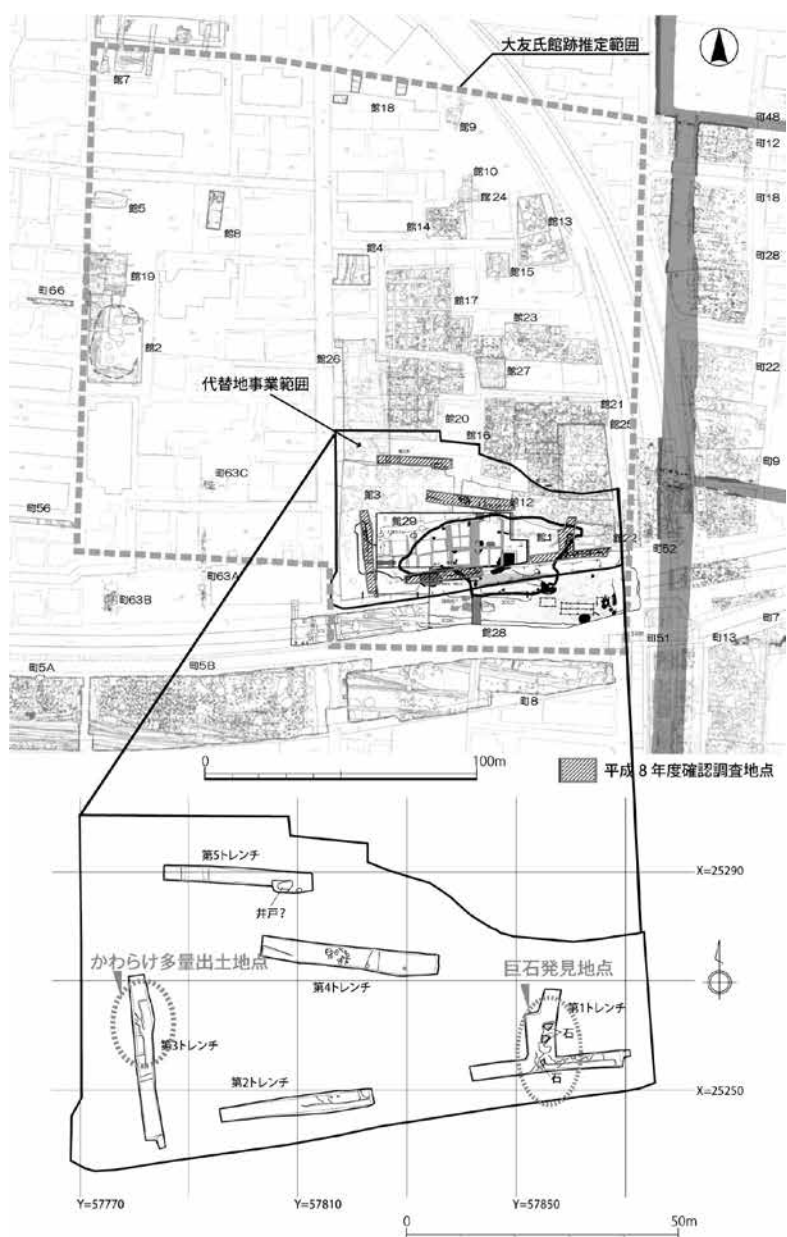 大友氏館跡推定範囲
館7
館18
館9
町48
町12
館10
館24
町18
館5
館8
館14
館13
館4
町28
館15
館19
町66
館17
館23
館2
館26
館27
町22
代替地事業範囲
館20
館21
館16
館25
町9
町63C
館3
館12
町56
館29
館1
町52
町63A
町63B
館28
町51
町13
町7
町5A
町5B
町8
0
100m
平成8年度確認調査地点
第5トレンチ
X=25290
井戸?
かわらけ多量出土地点
巨石発見地点
第4トレンチ
第1トレンチ
石
第3トレンチ
石
第2トレンチ
X=25250
Y=57770
Y=57810
Y=57850
0
50m